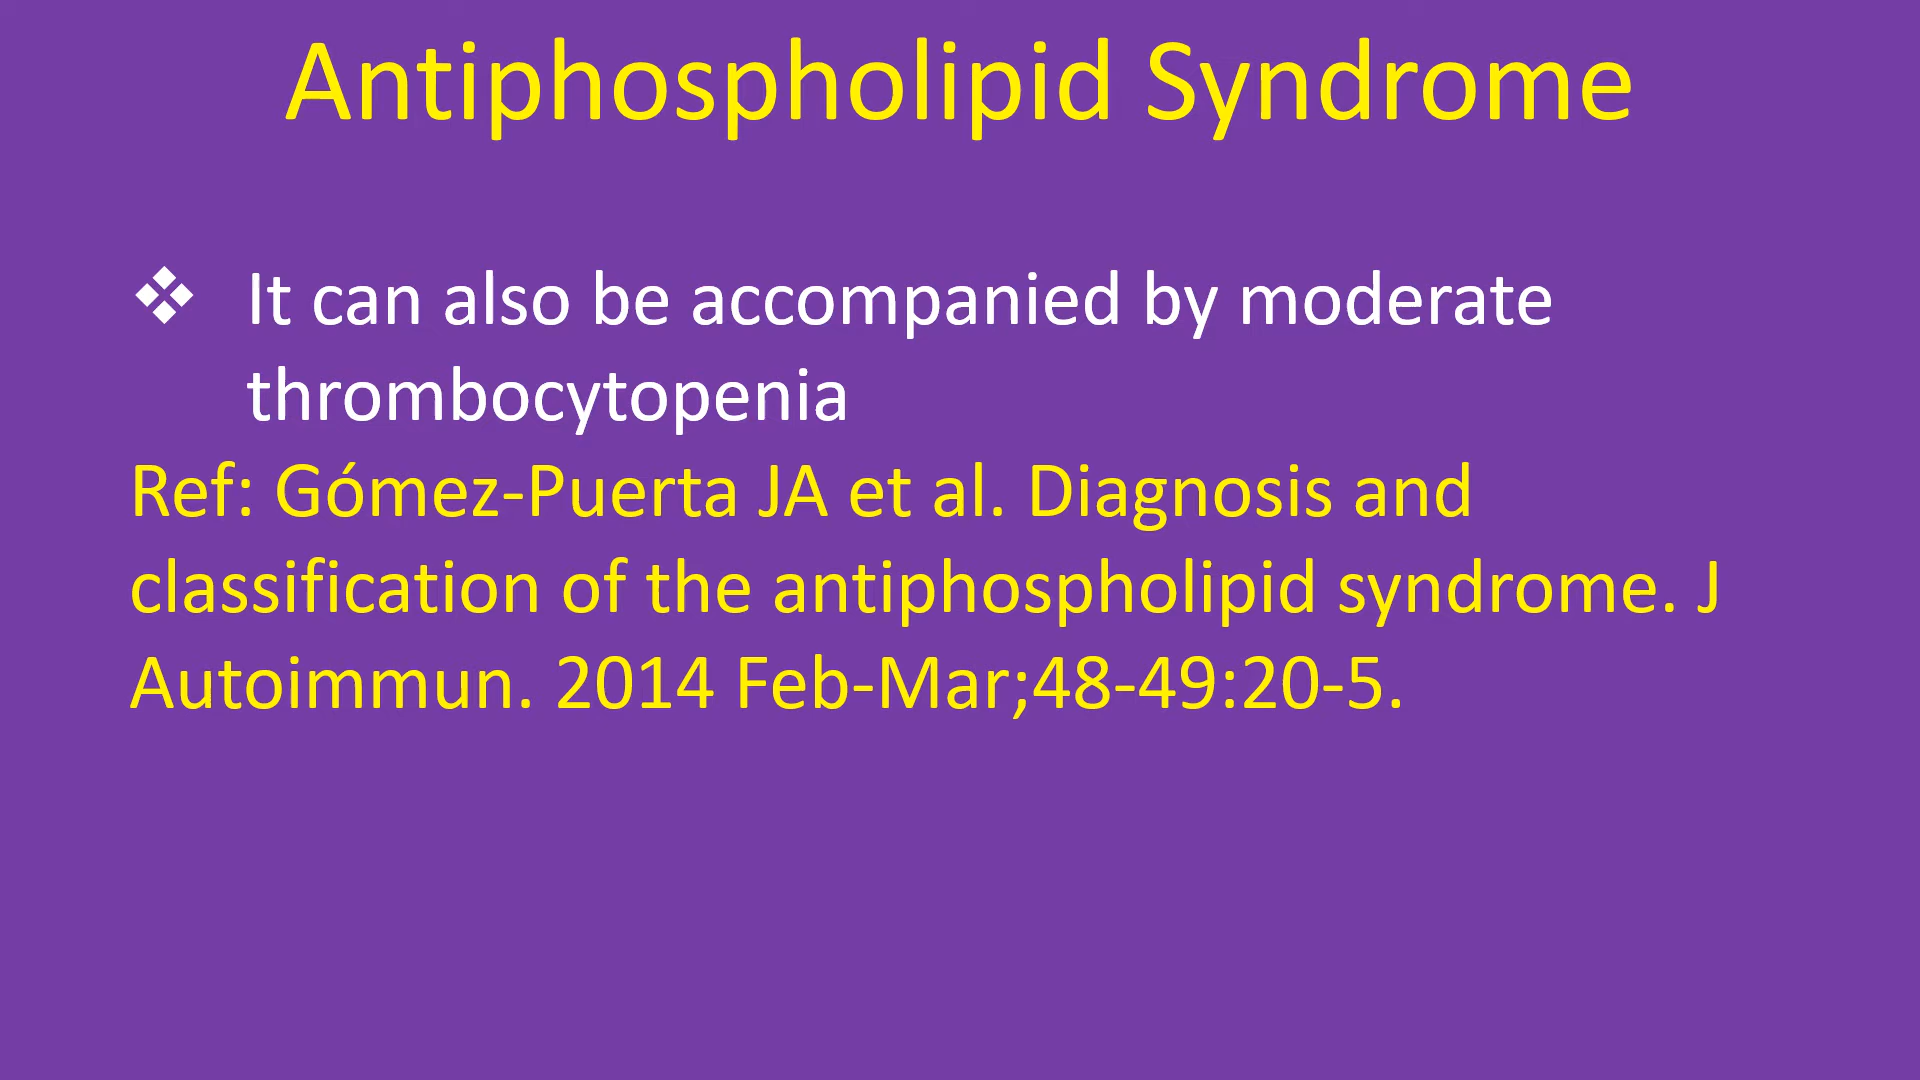 Antiphospholipid Syndrome
❖ It can also be accompanied by moderate
thrombocytopenia
Ref: Gómez-Puerta JA et al. Diagnosis and
classification of the antiphospholipid syndrome. J
Autoimmun. 2014 Feb-Mar;48-49:20-5.